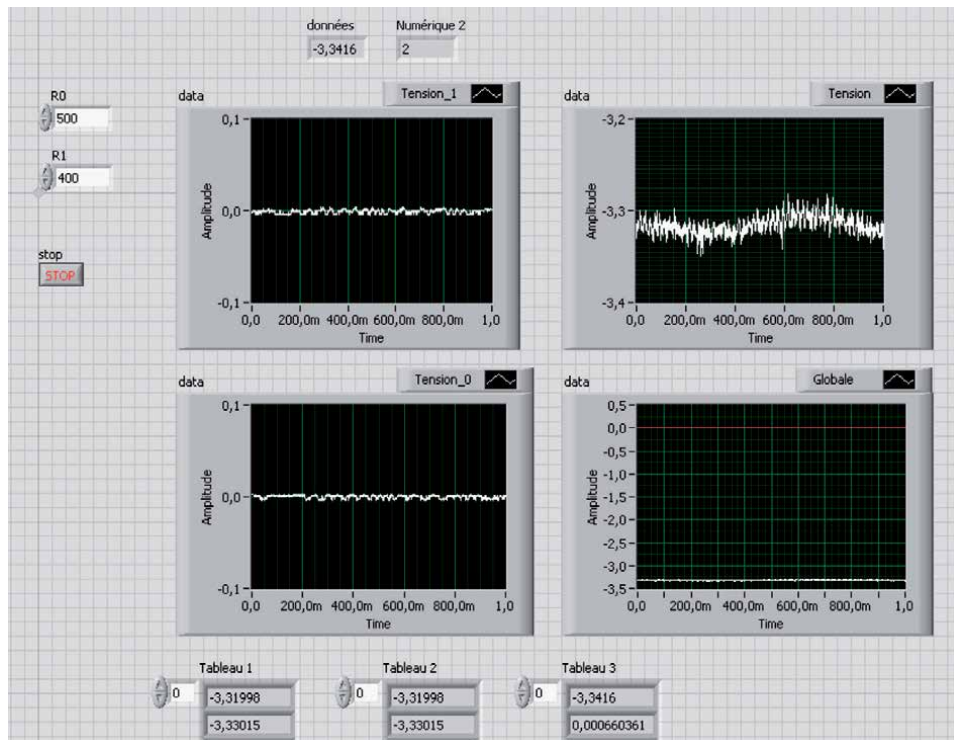 données
Numérique 2
-3,3416
2
R0
500
R1
400
stop
STOP
data
Tension_1
0,1
0,0
-0,1
Amplitude
0,0 200,0m 400,0m 600,0m 800,0m 1,0
Time
data
Tension
-3,2
-3,3
-3,4
Amplitude
0,0 200,0m 400,0m 600,0m 800,0m 1,0
Time
data
Tension_0
0,1
0,0
-0,1
Amplitude
0,0 200,0m 400,0m 600,0m 800,0m 1,0
Time
data
Globale
0,5
0,0
-0,5
-1,0
-1,5
-2,0
-2,5
-3,0
-3,5
Amplitude
0,0 200,0m 400,0m 600,0m 800,0m 1,0
Time
Tableau 1
0
-3,31998
-3,33015
Tableau 2
0
-3,31998
-3,33015
Tableau 3
0
-3,3416
0,000660361